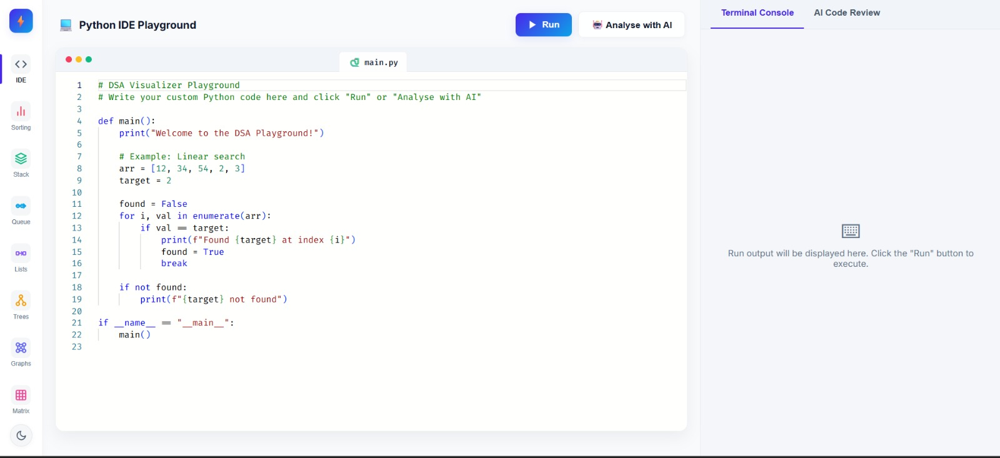 Python IDE Playground
Run
Analyse with AI
Terminal Console
AI Code Review
IDE
Sorting
Stack
Queue
Lists
Trees
Graphs
Matrix
main.py
1 # DSA Visualizer Playground
2 # Write your custom Python code here and click "Run" or "Analyse with AI"
3
4 def main():
5     print("Welcome to the DSA Playground!")
6
7     # Example: Linear search
8     arr = [12, 34, 54, 2, 3]
9     target = 2
10
11     found = False
12     for i, val in enumerate(arr):
13         if val == target:
14             print(f"Found {target} at index {i}")
15             found = True
16             break
17
18     if not found:
19         print(f"{target} not found")
20
21 if __name__ == "__main__":
22     main()
23
Run output will be displayed here. Click the "Run" button to
execute.